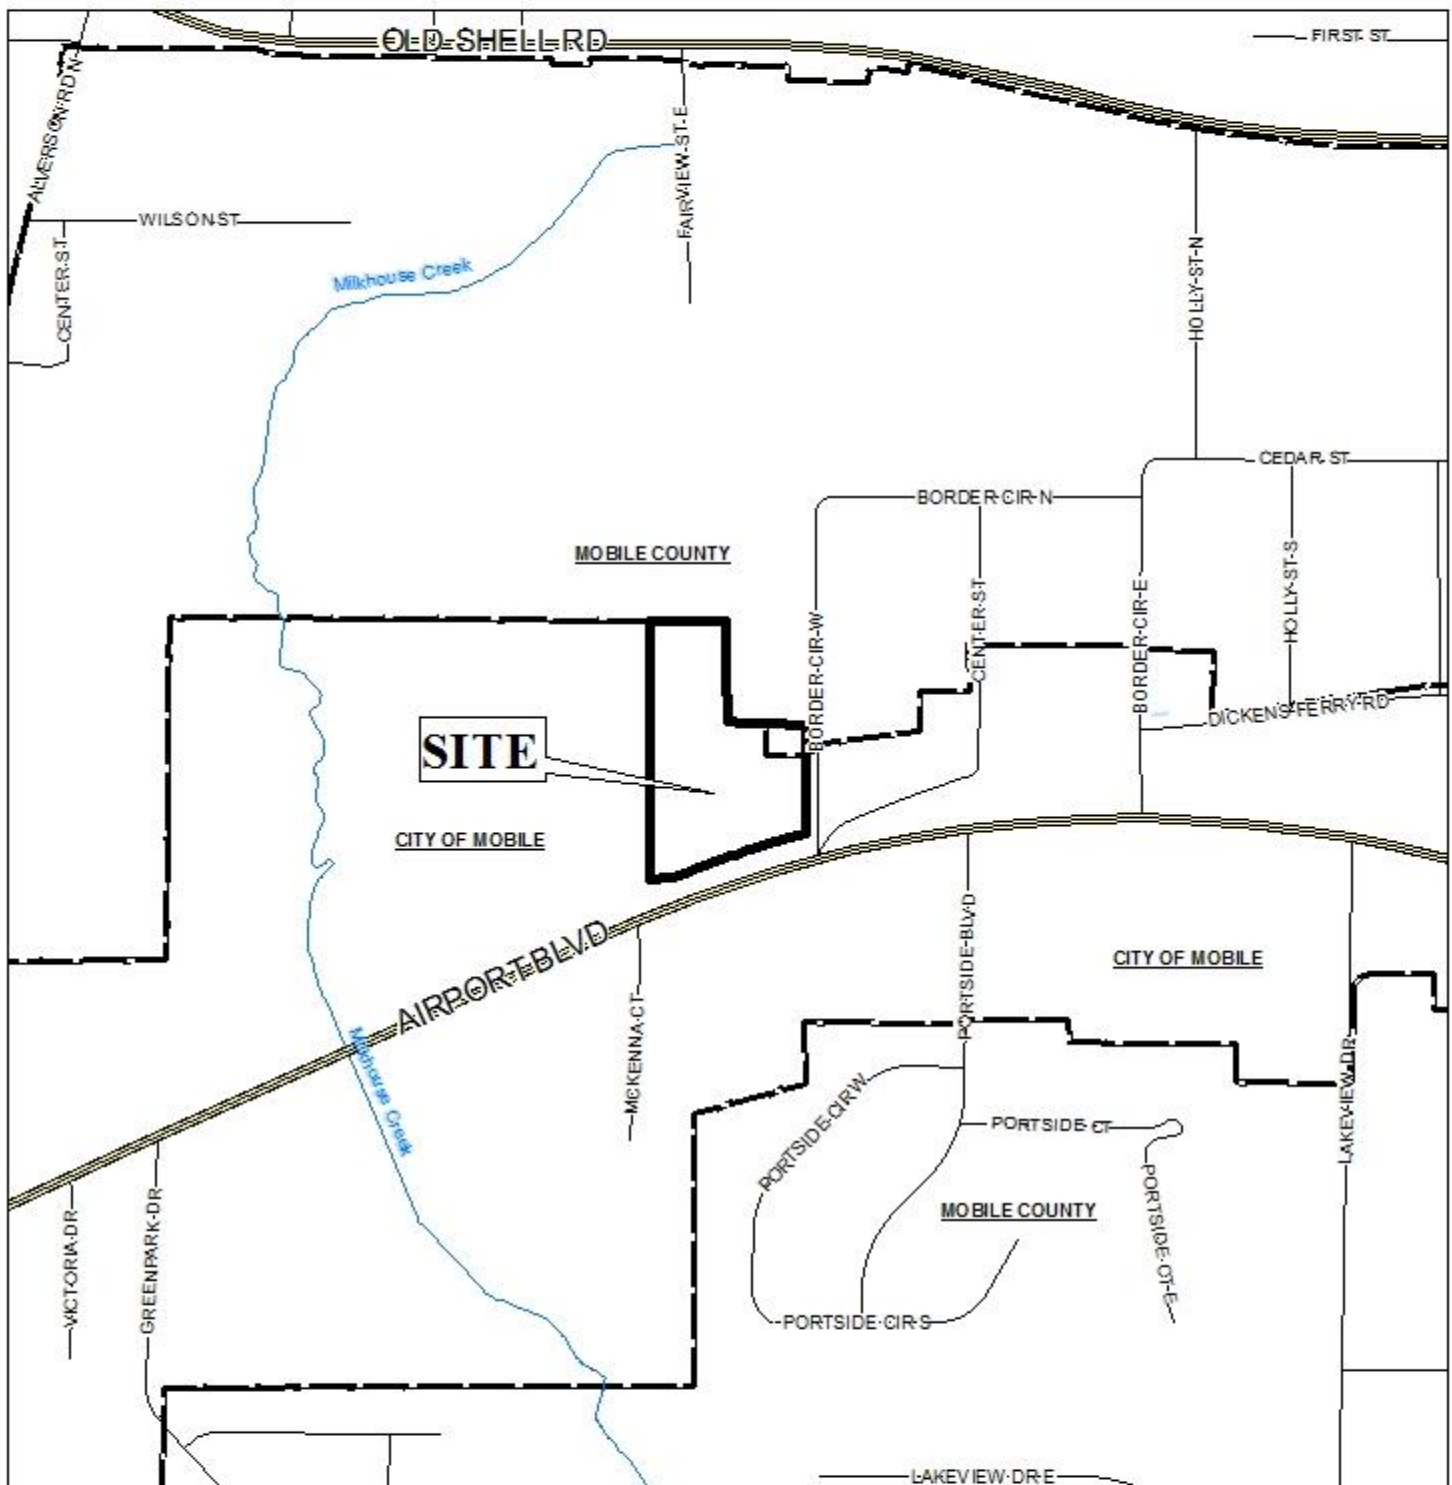 OLD SHELL RD
FIRST ST
ALVERSON RD N
FAIRVIEW ST E
WILSON ST
CENTER ST
Milkhouse Creek
HOLLY ST N
CEDAR ST
BORDER CIR N
MOBILE COUNTY
HOLLY ST S
CENTER ST
BORDER CIR E
BORDER CIR W
DICKENS FERRY RD
SITE
CITY OF MOBILE
AIRPORT BLVD
PORTSIDE BLVD
CITY OF MOBILE
MCKENNA CT
Milkhouse Creek
LAKEVIEW DR
PORTSIDE CIR W
PORTSIDE CT
PORTSIDE CT E
MOBILE COUNTY
VICTORIA DR
GREENPARK DR
PORTSIDE CIR S
LAKEVIEW DR E